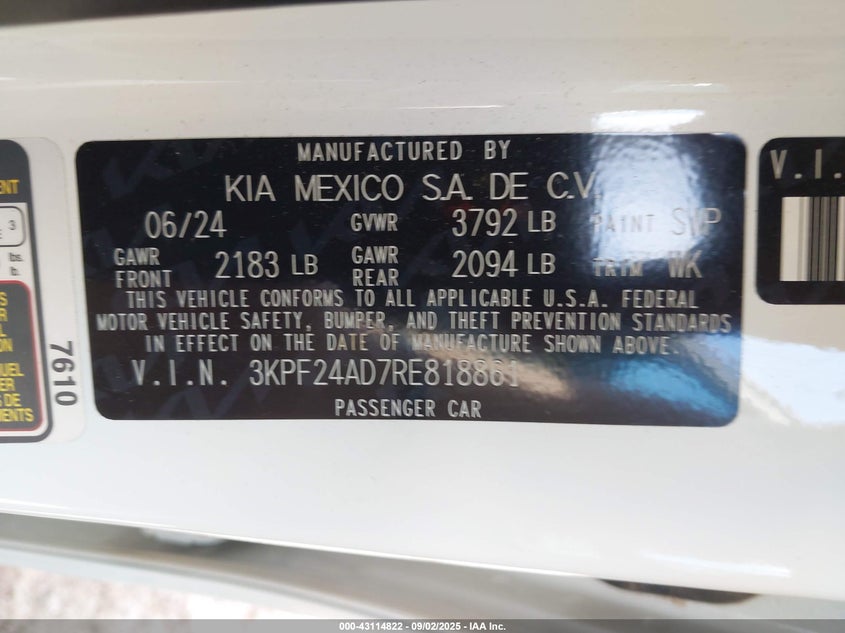 MANUFACTURED BY
KIA MEXICO S.A. DE C.V
06/24 GVWR 3792 LB PAINT SWP
GAWR FRONT 2183 LB GAWR REAR 2094 LB TRIM WK
THIS VEHICLE CONFORMS TO ALL APPLICABLE U.S.A. FEDERAL
MOTOR VEHICLE SAFETY, BUMPER, AND THEFT PREVENTION STANDARDS
IN EFFECT ON THE DATE OF MANUFACTURE SHOWN ABOVE.
V.I.N. 3KPF24AD7RE818861
PASSENGER CAR
7610
V.I.
000-43114822 | 09/02/2025 | IAA Inc.